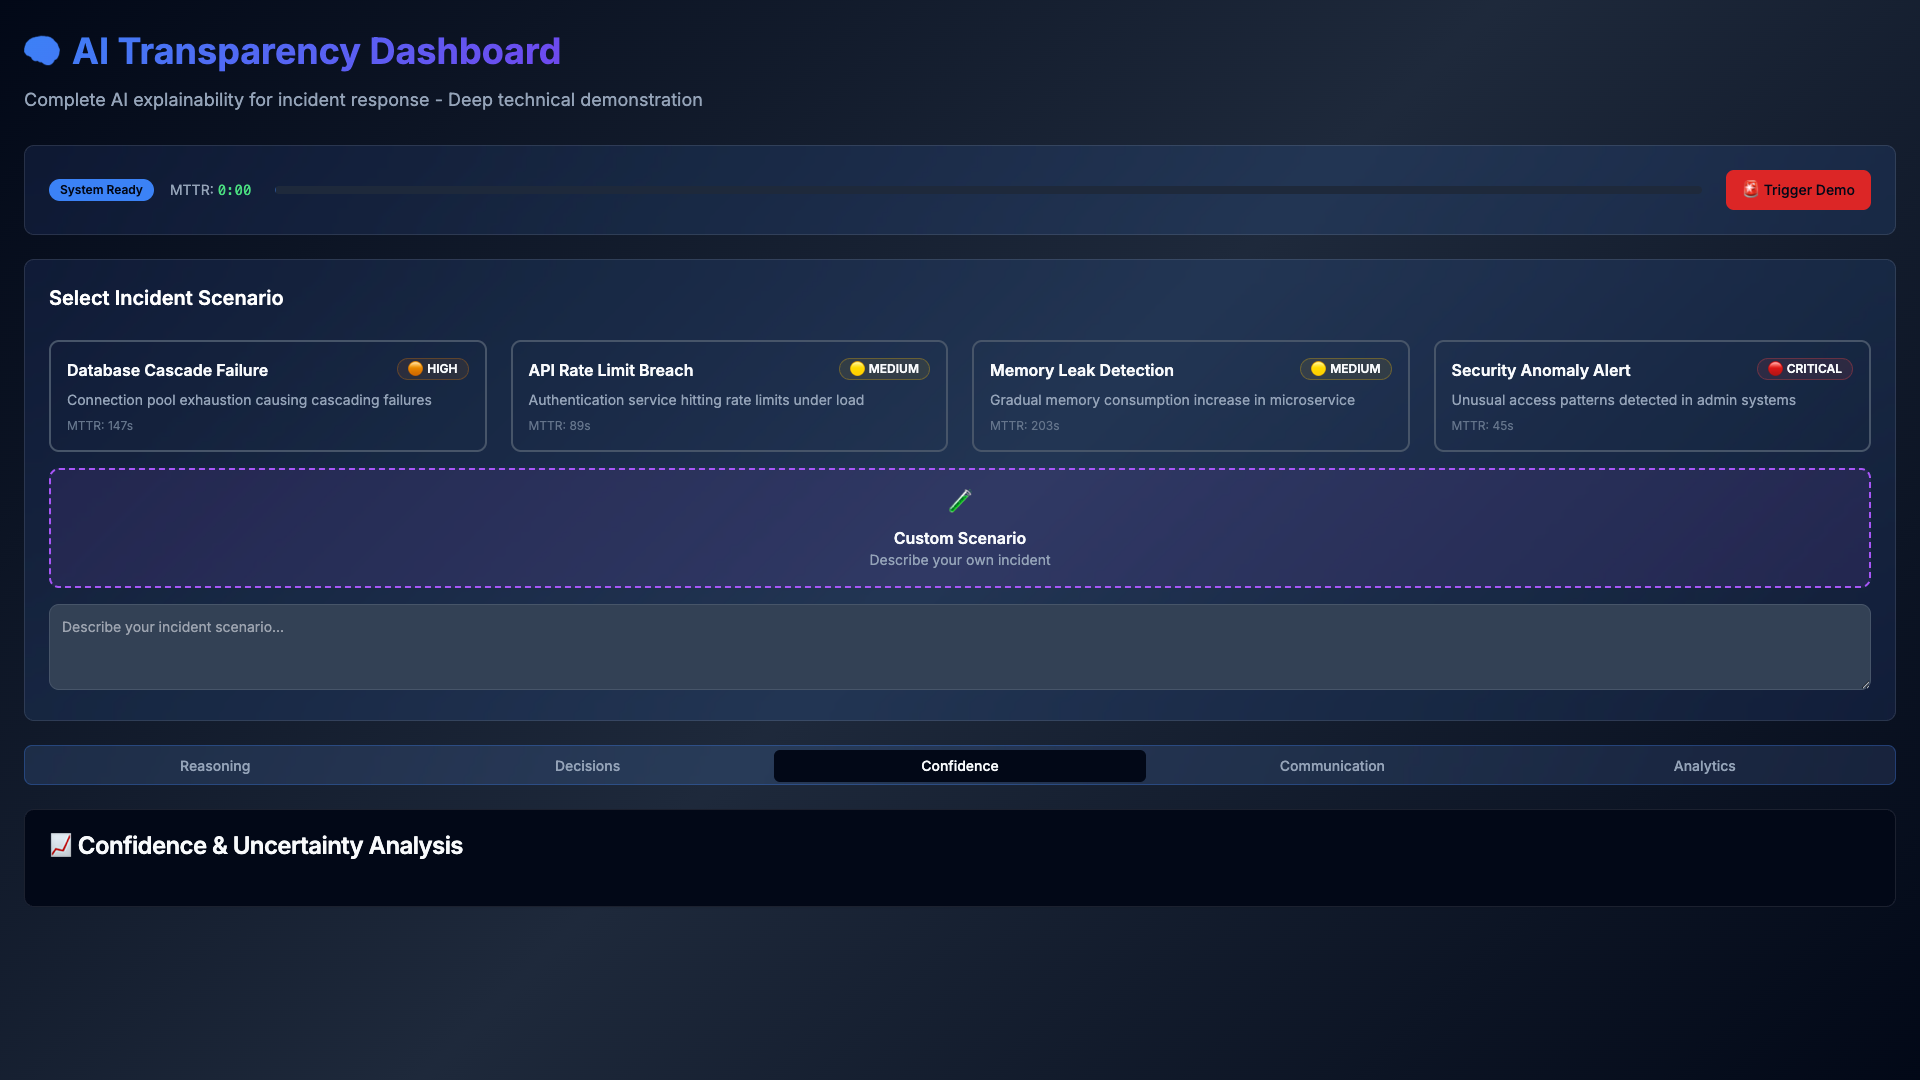 AI Transparency Dashboard
Complete AI explainability for incident response - Deep technical demonstration
System Ready
MTTR: 0:00
Trigger Demo
Select Incident Scenario
Database Cascade Failure
HIGH
Connection pool exhaustion causing cascading failures
MTTR: 147s
API Rate Limit Breach
MEDIUM
Authentication service hitting rate limits under load
MTTR: 89s
Memory Leak Detection
MEDIUM
Gradual memory consumption increase in microservice
MTTR: 203s
Security Anomaly Alert
CRITICAL
Unusual access patterns detected in admin systems
MTTR: 45s
Custom Scenario
Describe your own incident
Describe your incident scenario...
Reasoning
Decisions
Confidence
Communication
Analytics
Confidence & Uncertainty Analysis